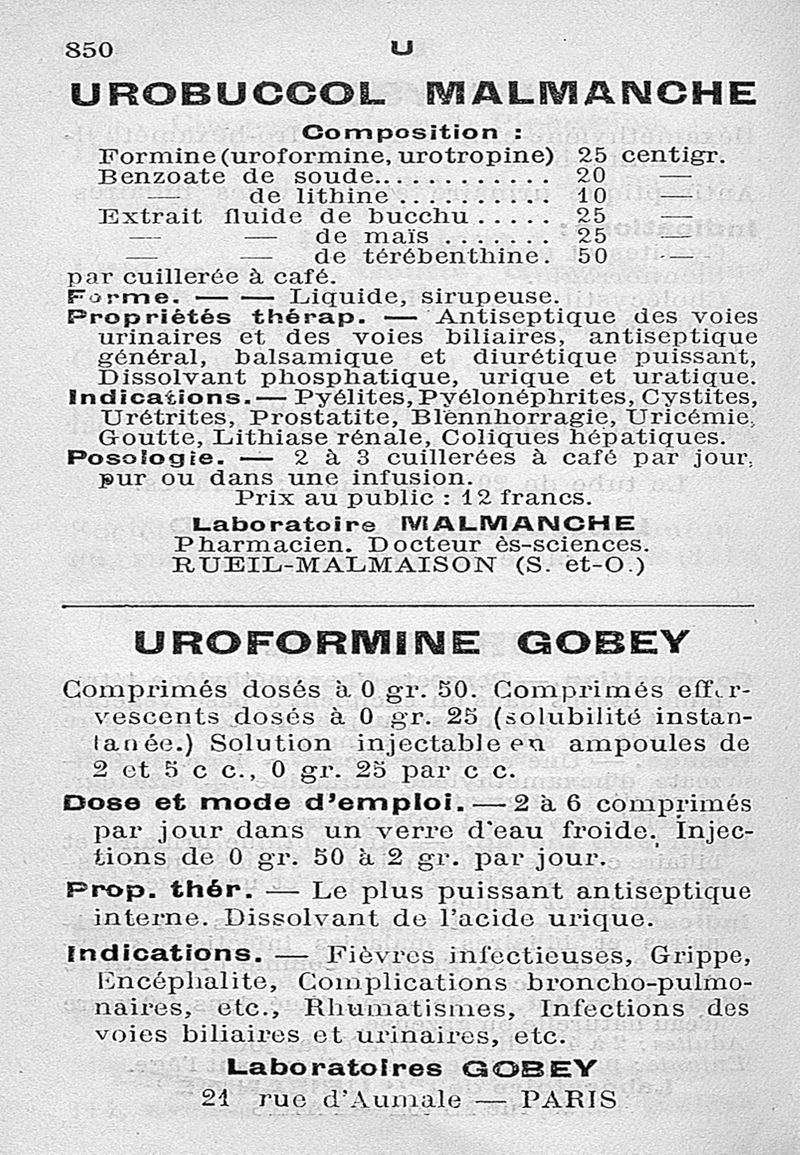 850 U
UROBUCCOL MALMANCHE
Composition :
Formine (uroformine, urotropine) 25 centigr.
Benzoate de soude............. 20 —
— de lithine........... 10 —
Extrait fluide de bucchu..... 25 —
— — de maïs....... 25 —
— — de térébenthine. 50 —
par cuillerée à café.
Forme. — — Liquide, sirupeuse.
Propriétés thérap. — Antiseptique des voies
urinaires et des voies biliaires, antiseptique
général, balsamique et diurétique puissant,
Dissolvant phosphatique, urique et uratique.
Indications. — Pyélites, Pyélonéphrites, Cystites,
Urétrites, Prostatite, Blennhorragie, Uricémie,
Goutte, Lithiase rénale, Coliques hépatiques.
Posologie. — 2 à 3 cuillerées à café par jour,
pur ou dans une infusion.
Prix au public : 12 francs.
Laboratoire MALMANCHE
Pharmacien. Docteur ès-sciences.
RUEIL-MALMAISON (S. et-O.)
UROFORMINE GOBEY
Comprimés dosés à 0 gr. 50. Comprimés effer-
vescents dosés à 0 gr. 25 (solubilité instan-
tanée.) Solution injectable en ampoules de
2 et 5 c c., 0 gr. 25 par c c.
Dose et mode d'emploi. — 2 à 6 comprimés
par jour dans un verre d'eau froide. Injec-
tions de 0 gr. 50 à 2 gr. par jour.
Prop. thér. — Le plus puissant antiseptique
interne. Dissolvant de l'acide urique.
Indications. — Fièvres infectieuses, Grippe,
Encéphalite, Complications broncho-pulmo-
naires, etc., Rhumatismes, Infections des
voies biliaires et urinaires, etc.
Laboratoires GOBEY
21 rue d'Aumale — PARIS